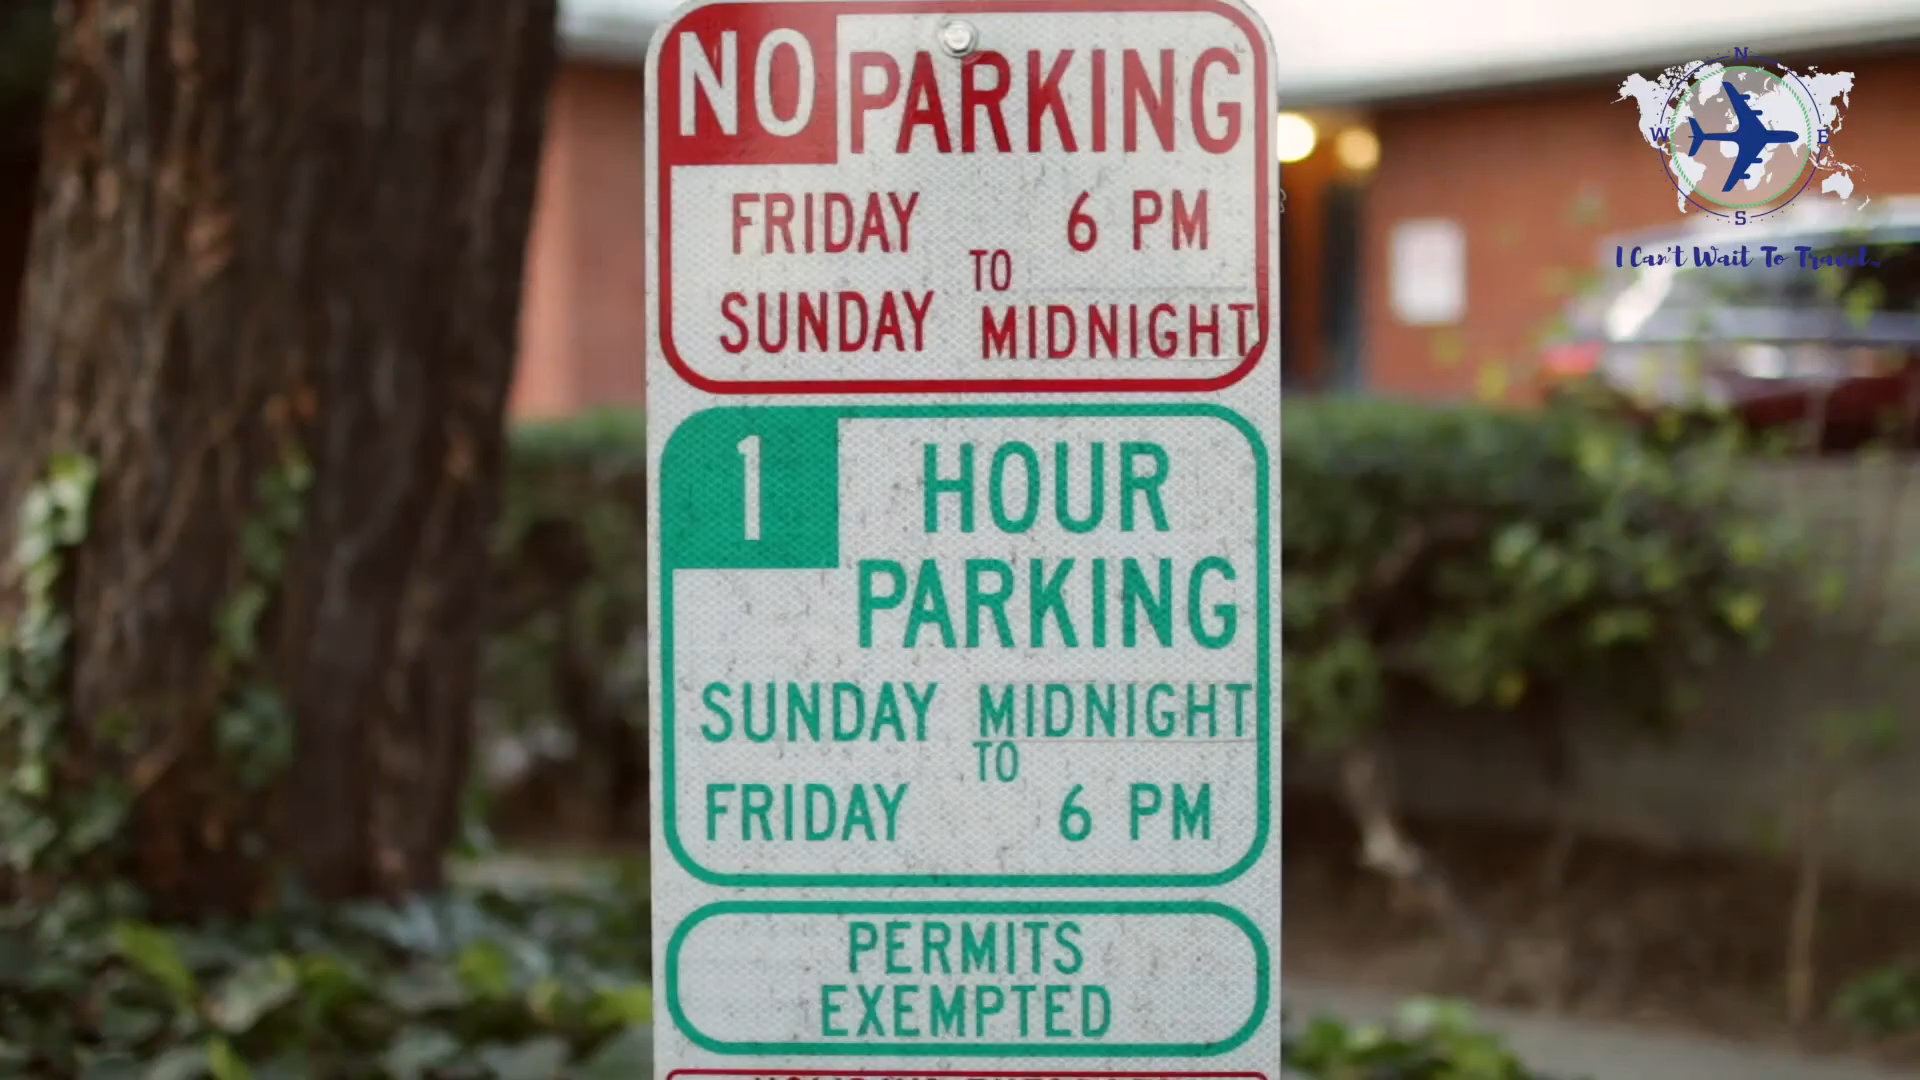 NO PARKING
FRIDAY 6 PM
TO
SUNDAY MIDNIGHT
1 HOUR
PARKING
SUNDAY MIDNIGHT
TO
FRIDAY 6 PM
PERMITS
EXEMPTED
N
W E
S
I Can't Wait To Travel..